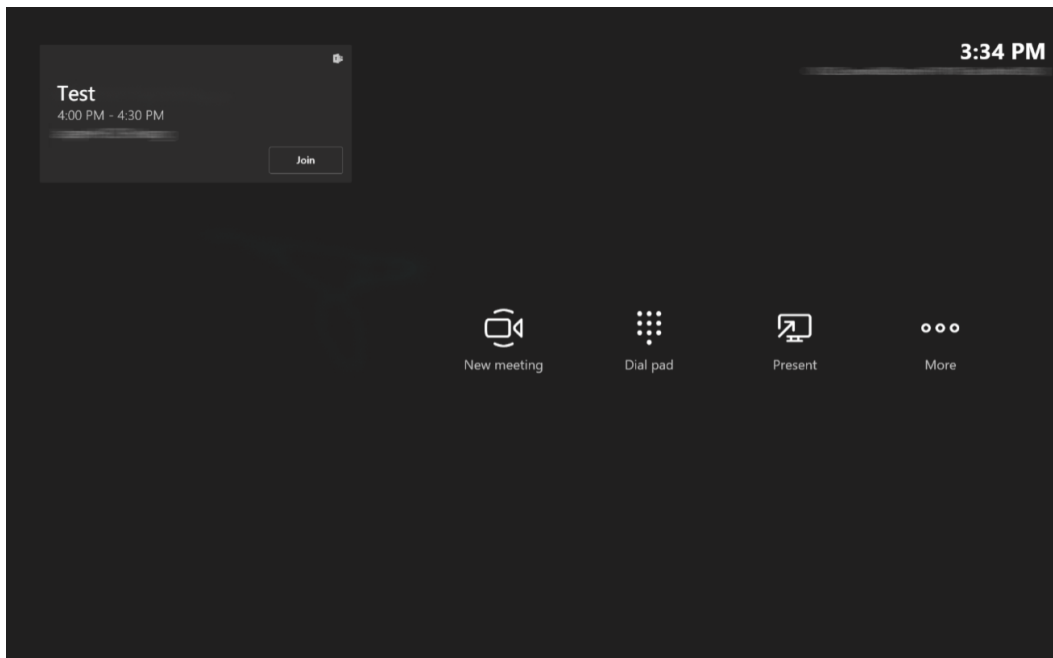 3:34 PM
Test
4:00 PM - 4:30 PM
Join
New meeting
Dial pad
Present
More